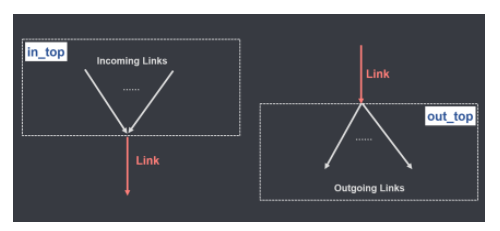 in_top
Incoming Links
......
Link
Link
out_top
......
Outgoing Links